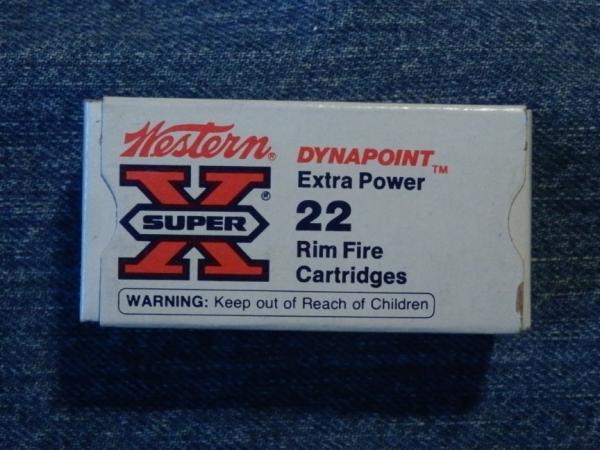 Western®
DYNAPOINT™
Extra Power
X®
SUPER
22
Rim Fire
Cartridges
WARNING: Keep out of Reach of Children